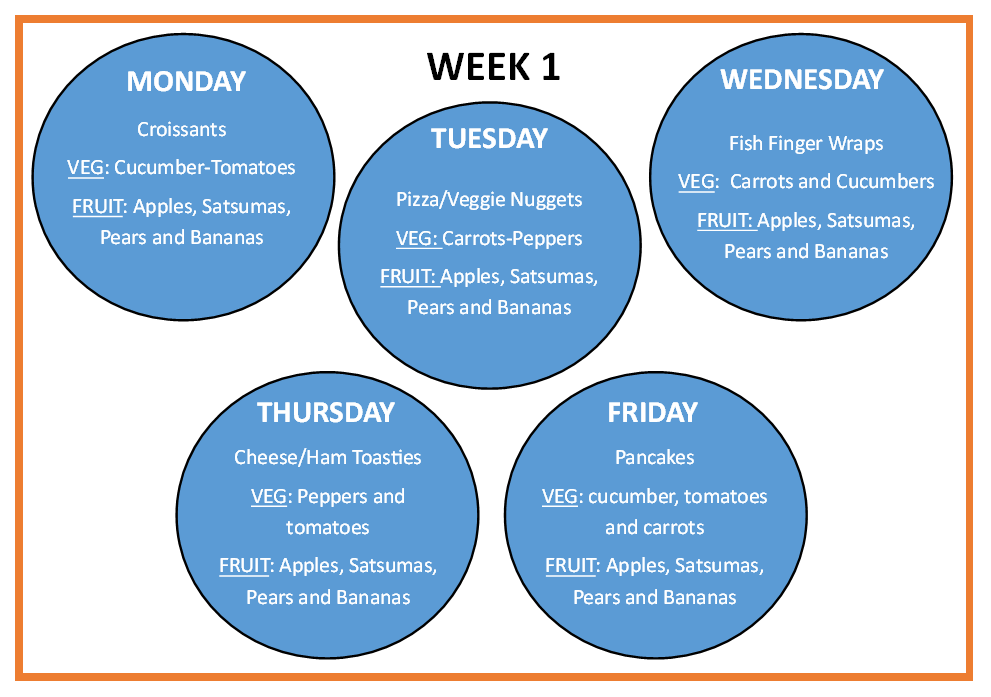 WEEK 1
MONDAY
Croissants
VEG: Cucumber-Tomatoes
FRUIT: Apples, Satsumas,
Pears and Bananas
TUESDAY
Pizza/Veggie Nuggets
VEG: Carrots-Peppers
FRUIT: Apples, Satsumas,
Pears and Bananas
WEDNESDAY
Fish Finger Wraps
VEG:  Carrots and Cucumbers
FRUIT: Apples, Satsumas,
Pears and Bananas
THURSDAY
Cheese/Ham Toasties
VEG: Peppers and
tomatoes
FRUIT: Apples, Satsumas,
Pears and Bananas
FRIDAY
Pancakes
VEG: cucumber, tomatoes
and carrots
FRUIT: Apples, Satsumas,
Pears and Bananas